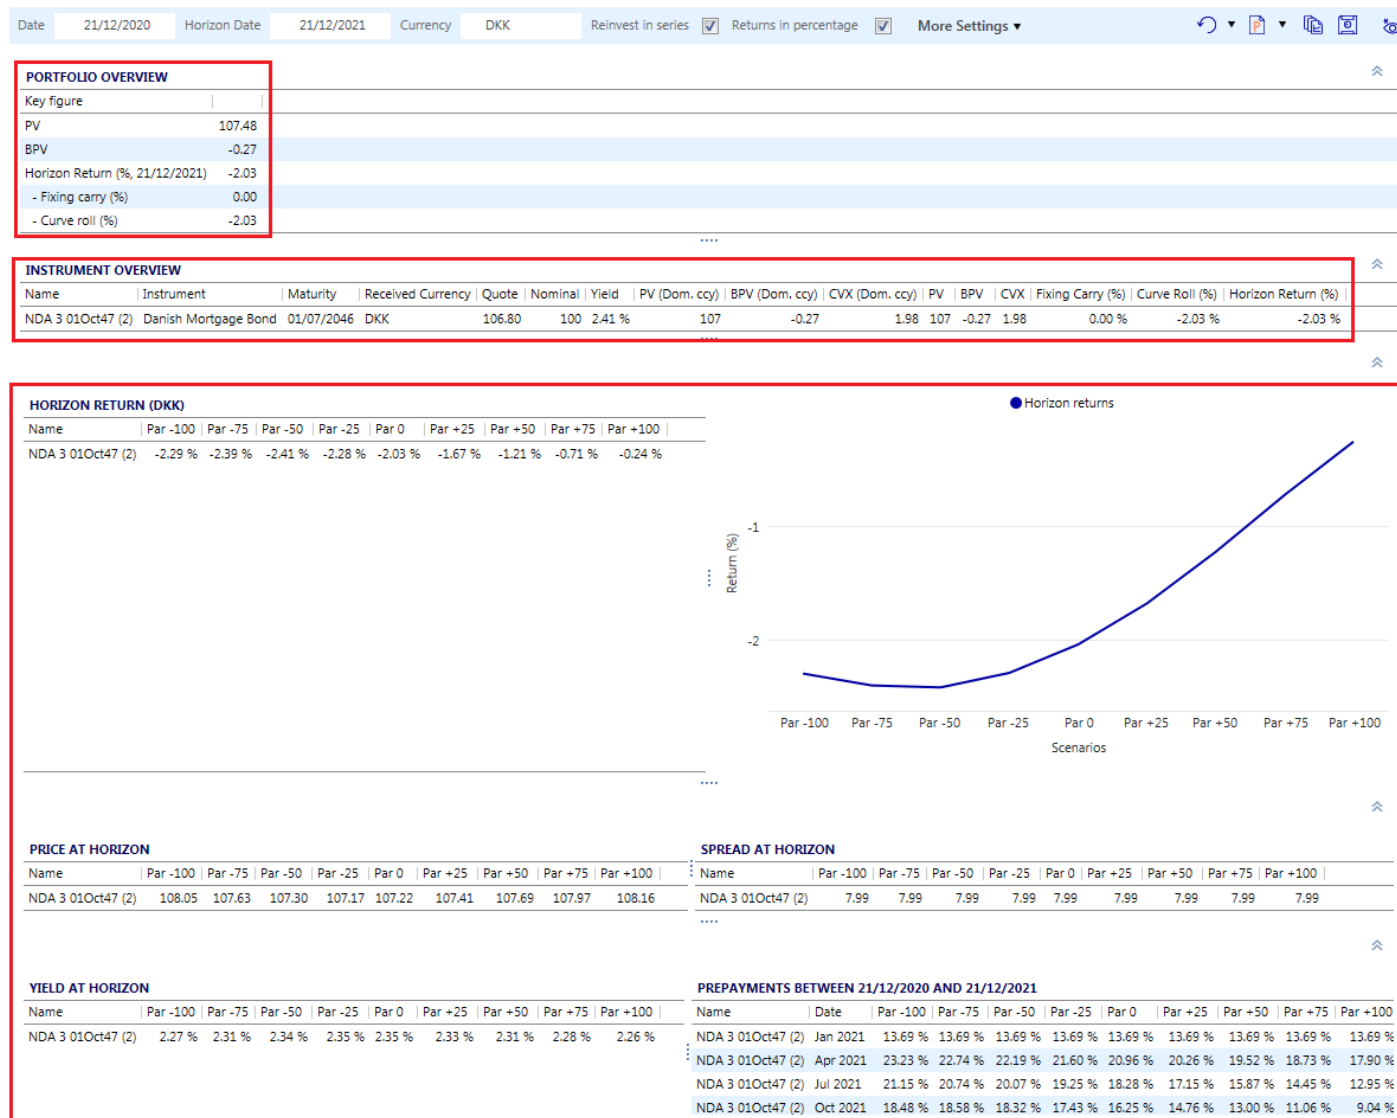 Date 21/12/2020 Horizon Date 21/12/2021 Currency DKK Reinvest in series Returns in percentage More Settings
PORTFOLIO OVERVIEW
Key figure
PV 107.48
BPV -0.27
Horizon Return (%, 21/12/2021) -2.03
- Fixing carry (%) 0.00
- Curve roll (%) -2.03
INSTRUMENT OVERVIEW
Name Instrument Maturity Received Currency Quote Nominal Yield PV (Dom. ccy) BPV (Dom. ccy) CVX (Dom. ccy) PV BPV CVX Fixing Carry (%) Curve Roll (%) Horizon Return (%)
NDA 3 01Oct47 (2) Danish Mortgage Bond 01/07/2046 DKK 106.80 100 2.41 % 107 -0.27 1.98 107 -0.27 1.98 0.00 % -2.03 % -2.03 %
HORIZON RETURN (DKK)
Name Par -100 Par -75 Par -50 Par -25 Par 0 Par +25 Par +50 Par +75 Par +100
NDA 3 01Oct47 (2) -2.29 % -2.39 % -2.41 % -2.28 % -2.03 % -1.67 % -1.21 % -0.71 % -0.24 %
Horizon returns
-1
Return (%)
-2
Par -100 Par -75 Par -50 Par -25 Par 0 Par +25 Par +50 Par +75 Par +100
Scenarios
PRICE AT HORIZON
Name Par -100 Par -75 Par -50 Par -25 Par 0 Par +25 Par +50 Par +75 Par +100
NDA 3 01Oct47 (2) 108.05 107.63 107.30 107.17 107.22 107.41 107.69 107.97 108.16
SPREAD AT HORIZON
Name Par -100 Par -75 Par -50 Par -25 Par 0 Par +25 Par +50 Par +75 Par +100
NDA 3 01Oct47 (2) 7.99 7.99 7.99 7.99 7.99 7.99 7.99 7.99 7.99
YIELD AT HORIZON
Name Par -100 Par -75 Par -50 Par -25 Par 0 Par +25 Par +50 Par +75 Par +100
NDA 3 01Oct47 (2) 2.27 % 2.31 % 2.34 % 2.35 % 2.35 % 2.33 % 2.31 % 2.28 % 2.26 %
PREPAYMENTS BETWEEN 21/12/2020 AND 21/12/2021
Name Date Par -100 Par -75 Par -50 Par -25 Par 0 Par +25 Par +50 Par +75 Par +100
NDA 3 01Oct47 (2) Jan 2021 13.69 % 13.69 % 13.69 % 13.69 % 13.69 % 13.69 % 13.69 % 13.69 % 13.69 %
NDA 3 01Oct47 (2) Apr 2021 23.23 % 22.74 % 22.19 % 21.60 % 20.96 % 20.26 % 19.52 % 18.73 % 17.90 %
NDA 3 01Oct47 (2) Jul 2021 21.15 % 20.74 % 20.07 % 19.25 % 18.28 % 17.15 % 15.87 % 14.45 % 12.95 %
NDA 3 01Oct47 (2) Oct 2021 18.48 % 18.58 % 18.32 % 17.43 % 16.25 % 14.76 % 13.00 % 11.06 % 9.04 %